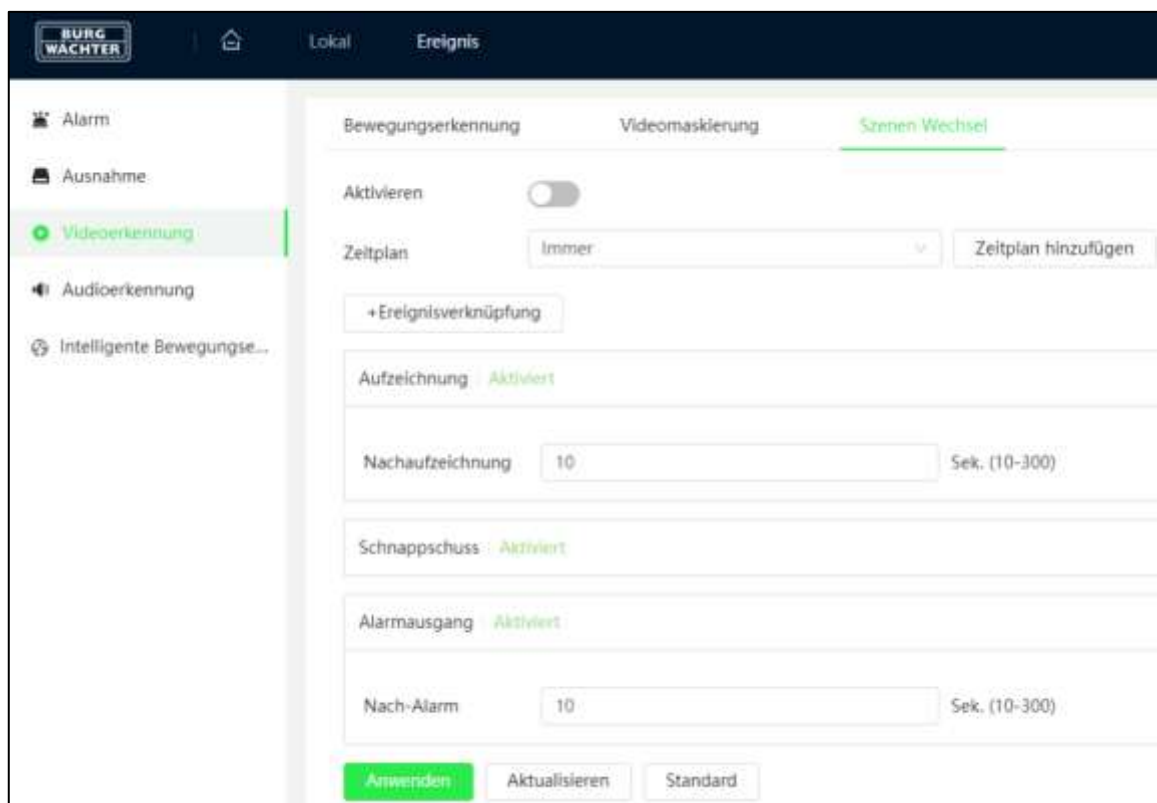 BURG
WÄCHTER
Lokal
Ereignis
Alarm
Ausnahme
Videoerkennung
Audioerkennung
Intelligente Bewegungse...
Bewegungserkennung
Videomaskierung
Szenen Wechsel
Aktivieren
Zeitplan
Immer
Zeitplan hinzufügen
+Ereignisverknüpfung
Aufzeichnung Aktiviert
Nachaufzeichnung 10 Sek. (10-300)
Schnappschuss Aktiviert
Alarmausgang Aktiviert
Nach-Alarm 10 Sek. (10-300)
Anwenden
Aktualisieren
Standard